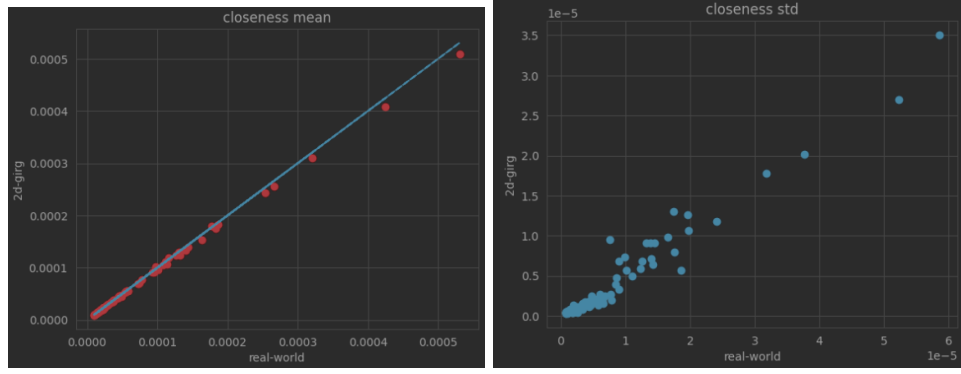 closeness mean
0.0005
0.0004
0.0003
0.0002
0.0001
0.0000
2d-girg
0.0000 0.0001 0.0002 0.0003 0.0004 0.0005
real-world
closeness std
1e−5
3.5
3.0
2.5
2.0
1.5
1.0
0.5
0.0
2d-girg
0 1 2 3 4 5 6
real-world
1e−5